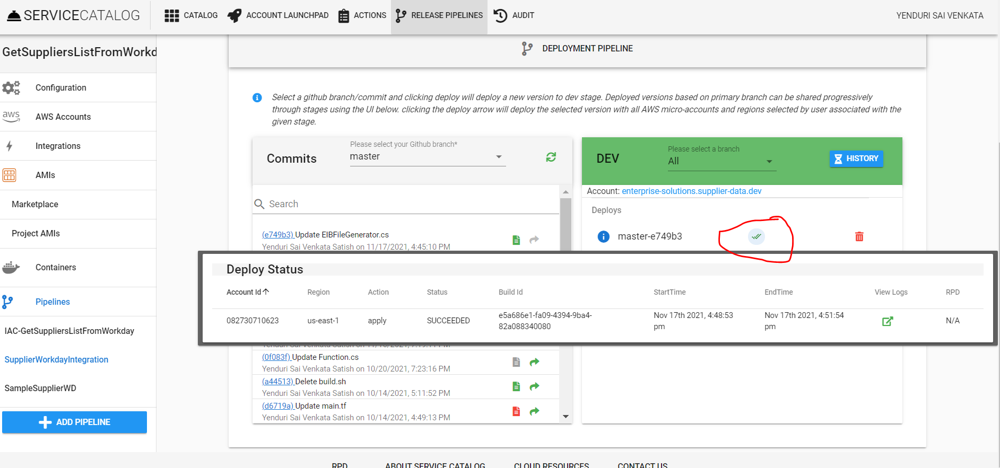 SERVICECATALOG
CATALOG
ACCOUNT LAUNCHPAD
ACTIONS
RELEASE PIPELINES
AUDIT
YENDURI SAI VENKATA
GetSuppliersListFromWorkd
Configuration
aws AWS Accounts
Integrations
AMIs
Marketplace
Project AMIs
Containers
Pipelines
IAC-GetSuppliersListFromWorkday
SupplierWorkdayIntegration
SampleSupplierWD
ADD PIPELINE
DEPLOYMENT PIPELINE
Select a github branch/commit and clicking deploy will deploy a new version to dev stage. Deployed versions based on primary branch can be shared progressively
through stages using the UI below. clicking the deploy arrow will deploy the selected version with all AWS micro-accounts and regions selected by user associated with the
given stage.
Commits
Please select your Github branch*
master
Search
(e749b3) Update EIBFileGenerator.cs
Yenduri Sai Venkata Satish on 11/17/2021, 4:45:10 PM
DEV
Please select a branch
All
HISTORY
Account: enterprise-solutions.supplier-data.dev
Deploys
master-e749b3
Deploy Status
Account Id Region Action Status Build Id StartTime EndTime View Logs RPD
082730710623 us-east-1 apply SUCCEEDED e5a686e1-fa09-4394-9ba4-82a088340080 Nov 17th 2021, 4:48:53 pm Nov 17th 2021, 4:51:54 pm N/A
(0f083f) Update Function.cs
Yenduri Sai Venkata Satish on 10/20/2021, 7:23:16 PM
(a44513) Delete build.sh
Yenduri Sai Venkata Satish on 10/14/2021, 5:11:52 PM
(d6719a) Update main.tf
Yenduri Sai Venkata Satish on 10/14/2021, 4:49:13 PM
RPD
ABOUT SERVICE CATALOG
CLOUD RESOURCES
CONTACT US